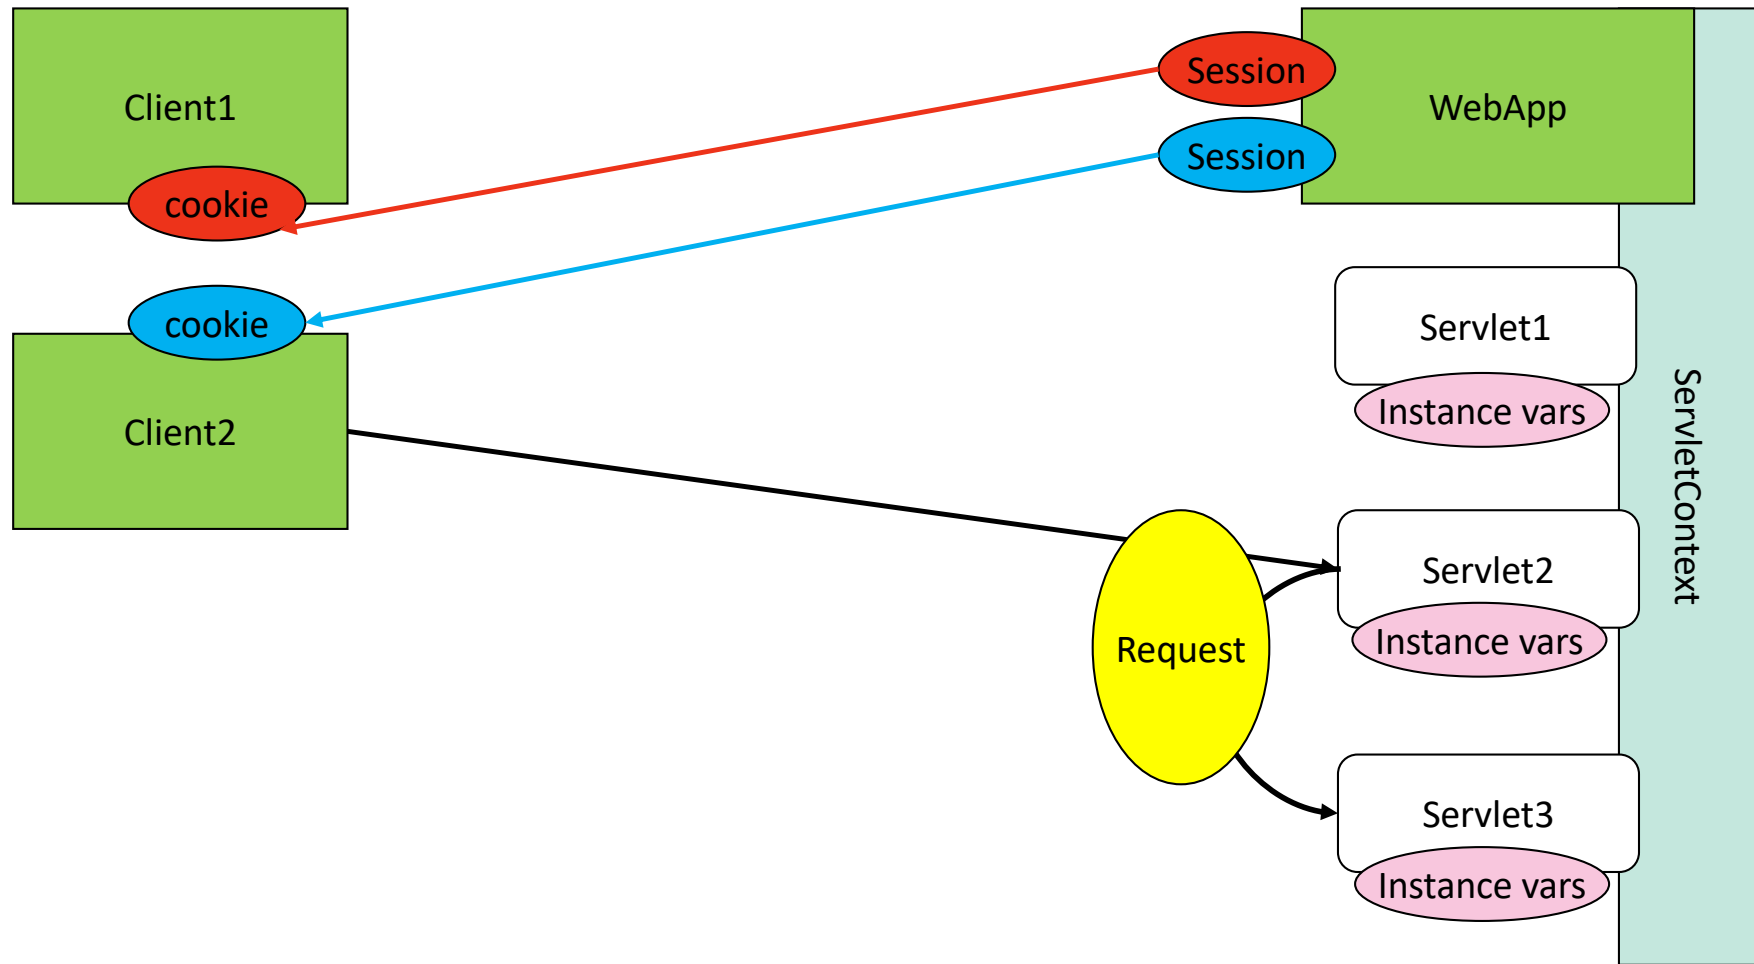 Client1
cookie
cookie
Client2
Session
Session
WebApp
Servlet1
Instance vars
Servlet2
Instance vars
Request
Servlet3
Instance vars
ServletContext